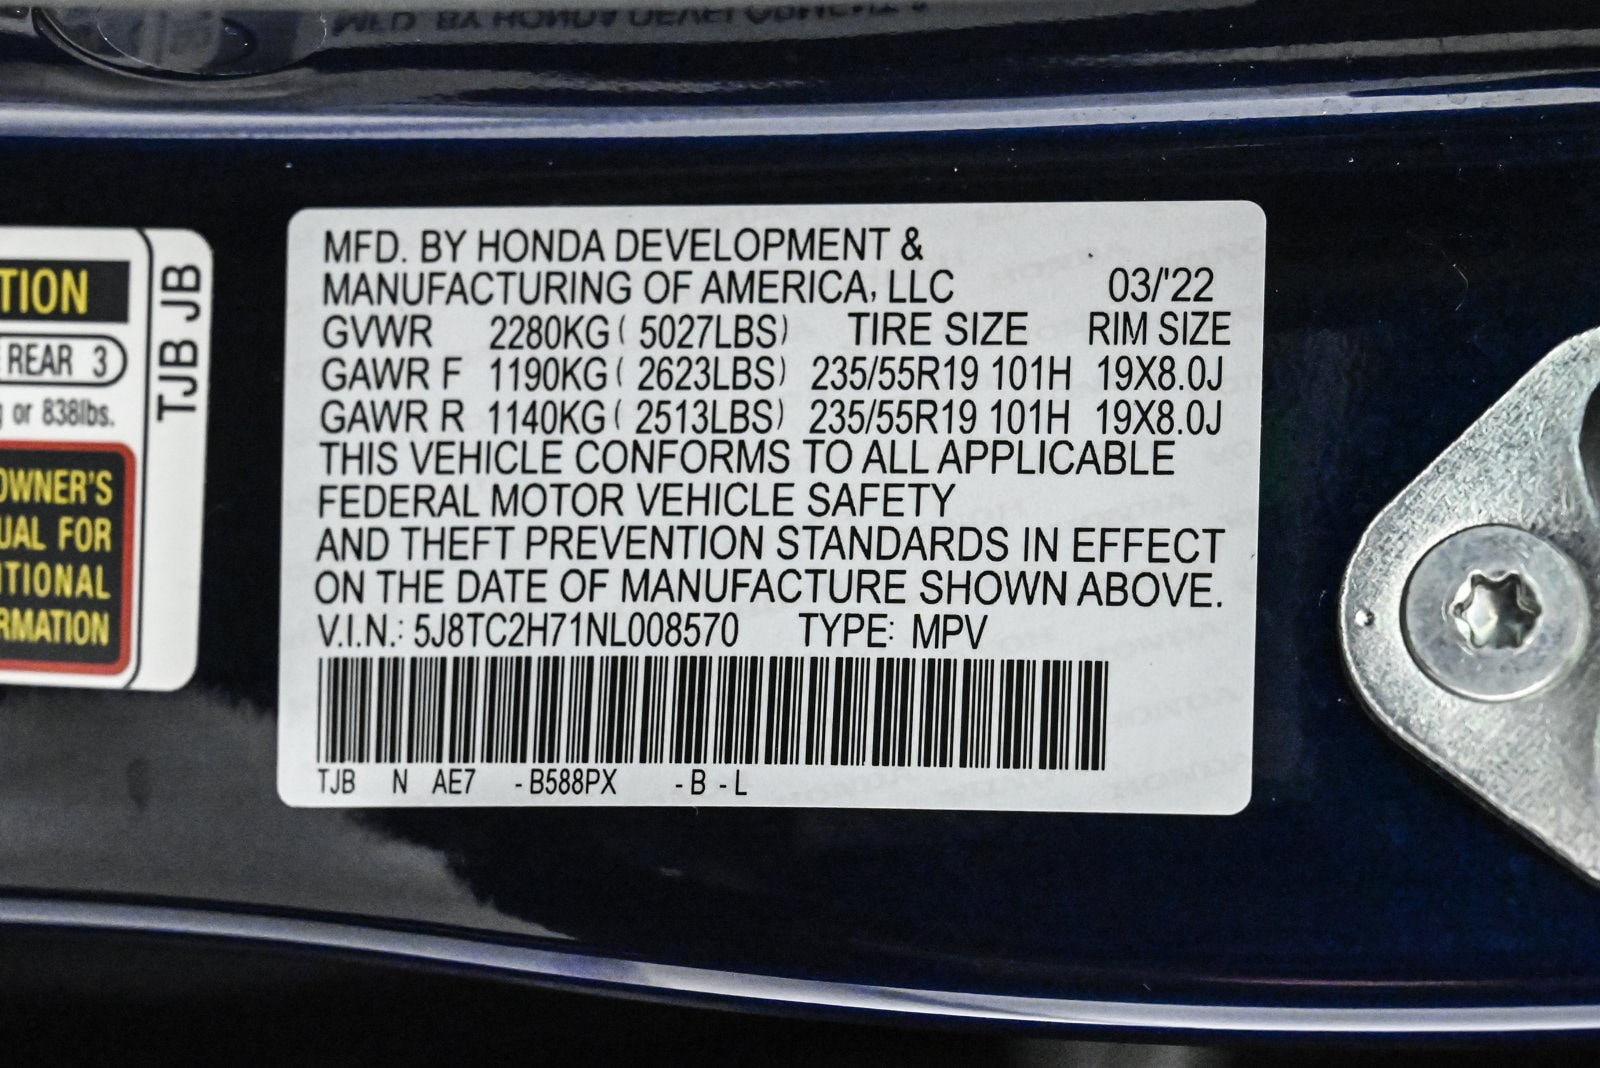 MFD. BY HONDA DEVELOPMENT &
MANUFACTURING OF AMERICA, LLC 03/'22
GVWR 2280KG ( 5027LBS) TIRE SIZE RIM SIZE
GAWR F 1190KG ( 2623LBS) 235/55R19 101H 19X8.0J
GAWR R 1140KG ( 2513LBS) 235/55R19 101H 19X8.0J
THIS VEHICLE CONFORMS TO ALL APPLICABLE
FEDERAL MOTOR VEHICLE SAFETY
AND THEFT PREVENTION STANDARDS IN EFFECT
ON THE DATE OF MANUFACTURE SHOWN ABOVE.
V.I.N.: 5J8TC2H71NL008570 TYPE: MPV
TJB N AE7 -B588PX -B -L
TION
REAR 3
or 838lbs.
OWNER'S
UAL FOR
ITIONAL
RMATION
TJB JB